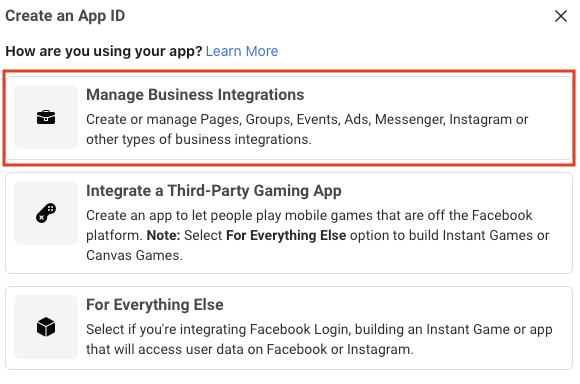 Create an App ID
How are you using your app? Learn More
Manage Business Integrations
Create or manage Pages, Groups, Events, Ads, Messenger, Instagram or
other types of business integrations.
Integrate a Third-Party Gaming App
Create an app to let people play mobile games that are off the Facebook
platform. Note: Select For Everything Else option to build Instant Games or
Canvas Games.
For Everything Else
Select if you're integrating Facebook Login, building an Instant Game or app
that will access user data on Facebook or Instagram.